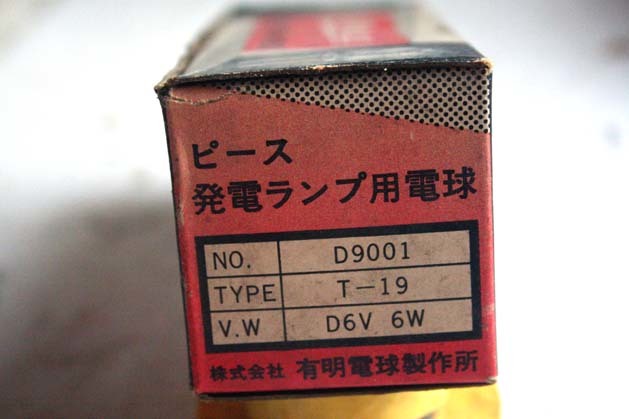 ピース
発電ランプ用電球
NO. D9001
TYPE T-19
V.W D6V 6W
株式会社 有明電球製作所